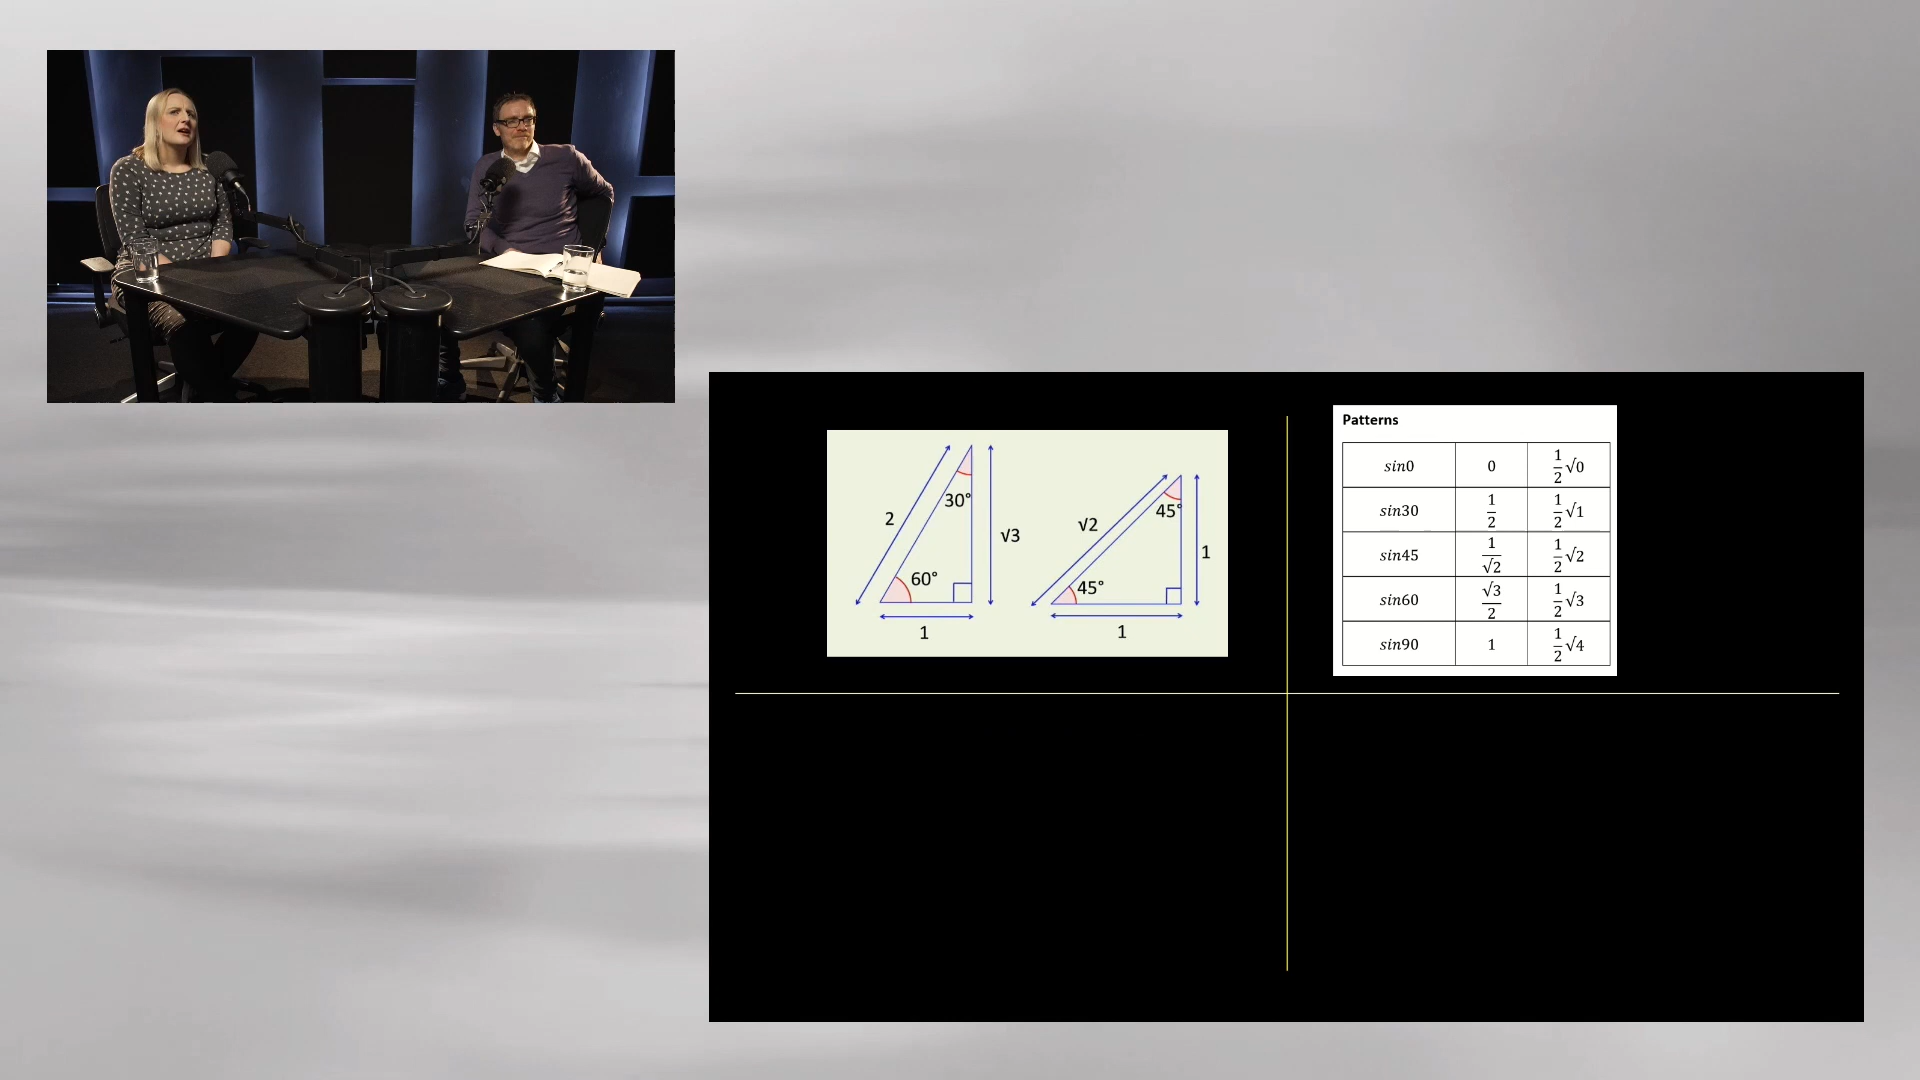 2
30°
√3
60°
1
√2
45°
1
45°
1
Patterns
sin0 0 1/2 √0
sin30 1/2 1/2 √1
sin45 1/√2 1/2 √2
sin60 √3/2 1/2 √3
sin90 1 1/2 √4